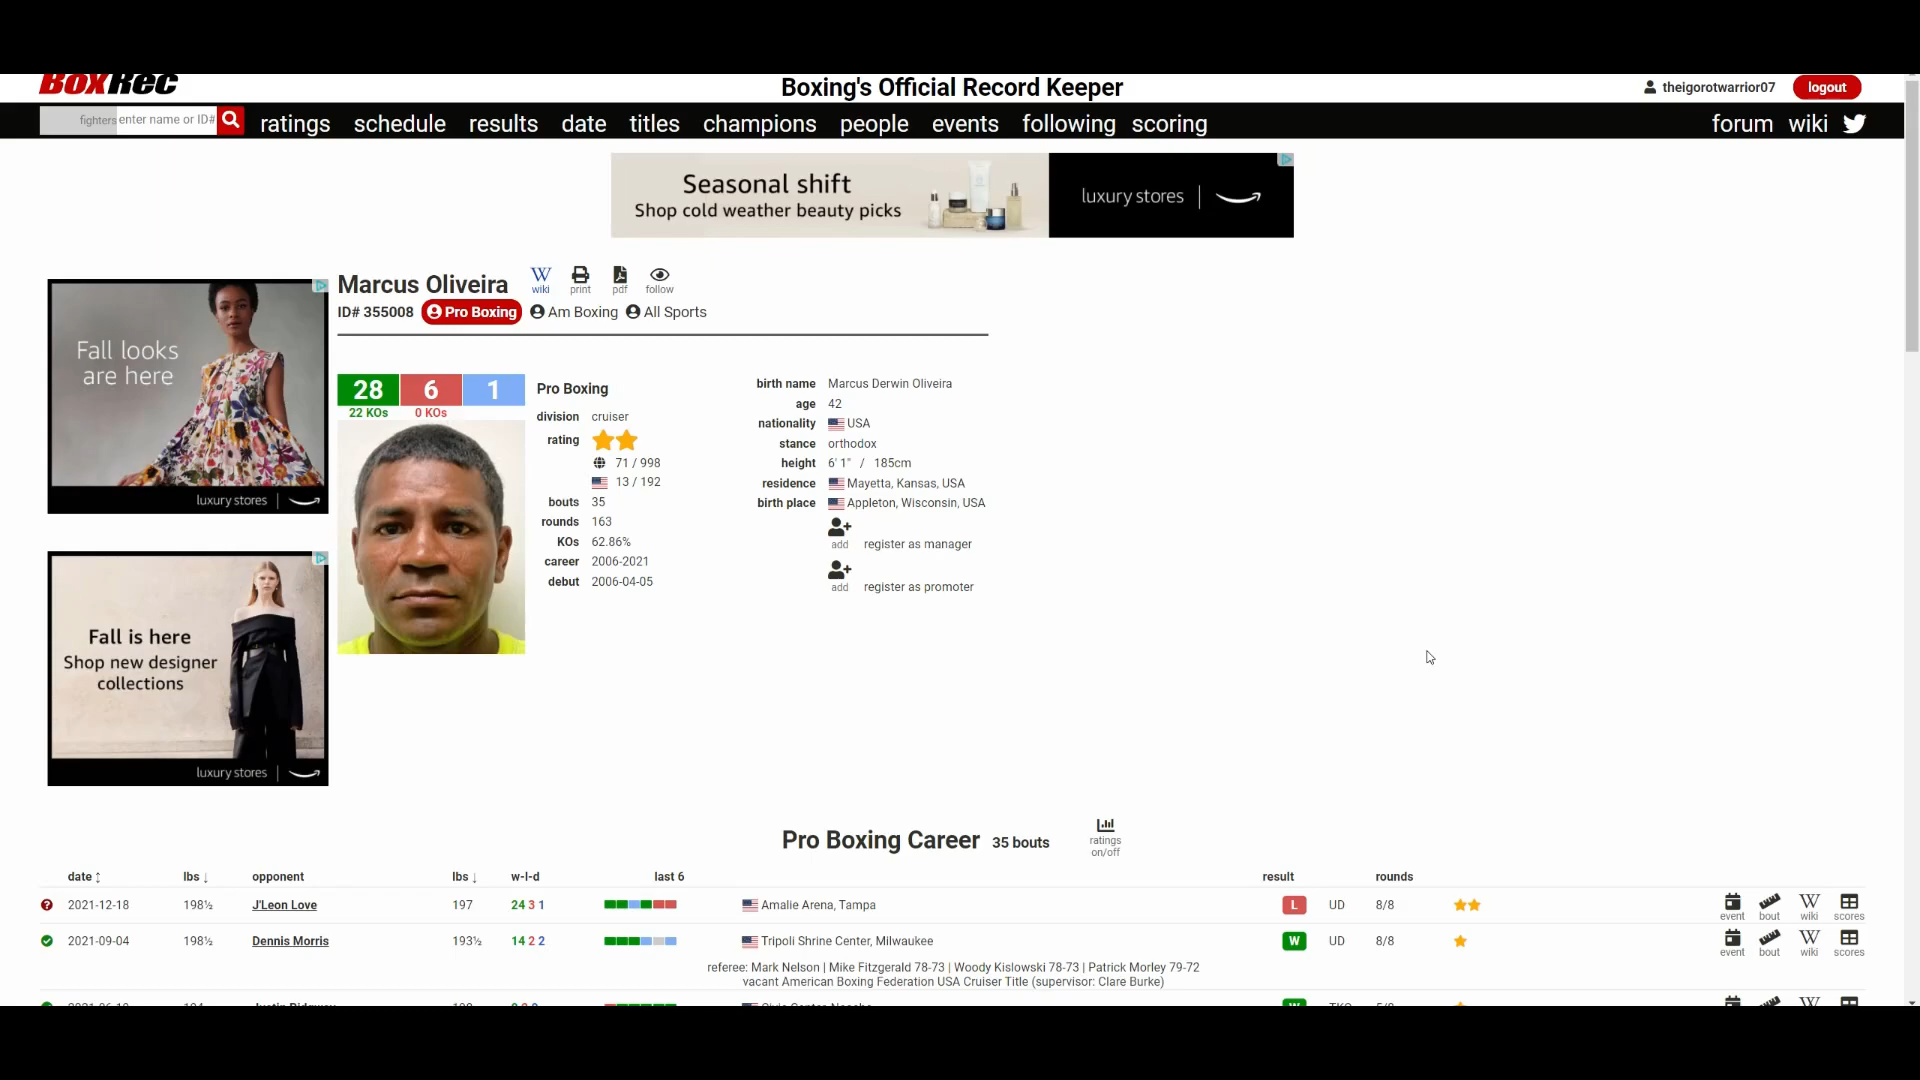 BoxRec
Boxing's Official Record Keeper
theigorotwarrior07
logout
fighters enter name or ID#
ratings schedule results date titles champions people events following scoring
forum wiki
Seasonal shift
Shop cold weather beauty picks
luxury stores
Fall looks
are here
luxury stores
Fall is here
Shop new designer
collections
luxury stores
Marcus Oliveira
wiki print pdf follow
ID# 355008 Pro Boxing Am Boxing All Sports
28 6 1
22 KOs 0 KOs
Pro Boxing
division cruiser
rating
71 / 998
13 / 192
bouts 35
rounds 163
KOs 62.86%
career 2006-2021
debut 2006-04-05
birth name Marcus Derwin Oliveira
age 42
nationality USA
stance orthodox
height 6' 1" / 185cm
residence Mayetta, Kansas, USA
birth place Appleton, Wisconsin, USA
add register as manager
add register as promoter
Pro Boxing Career 35 bouts
ratings
on/off
date lbs opponent lbs w-l-d last 6 result rounds
2021-12-18 198½ J'Leon Love 197 24 3 1 Amalie Arena, Tampa L UD 8/8
event bout wiki scores
2021-09-04 198½ Dennis Morris 193½ 14 2 2 Tripoli Shrine Center, Milwaukee W UD 8/8
event bout wiki scores
referee: Mark Nelson | Mike Fitzgerald 78-73 | Woody Kislowski 78-73 | Patrick Morley 79-72
vacant American Boxing Federation USA Cruiser Title (supervisor: Clare Burke)